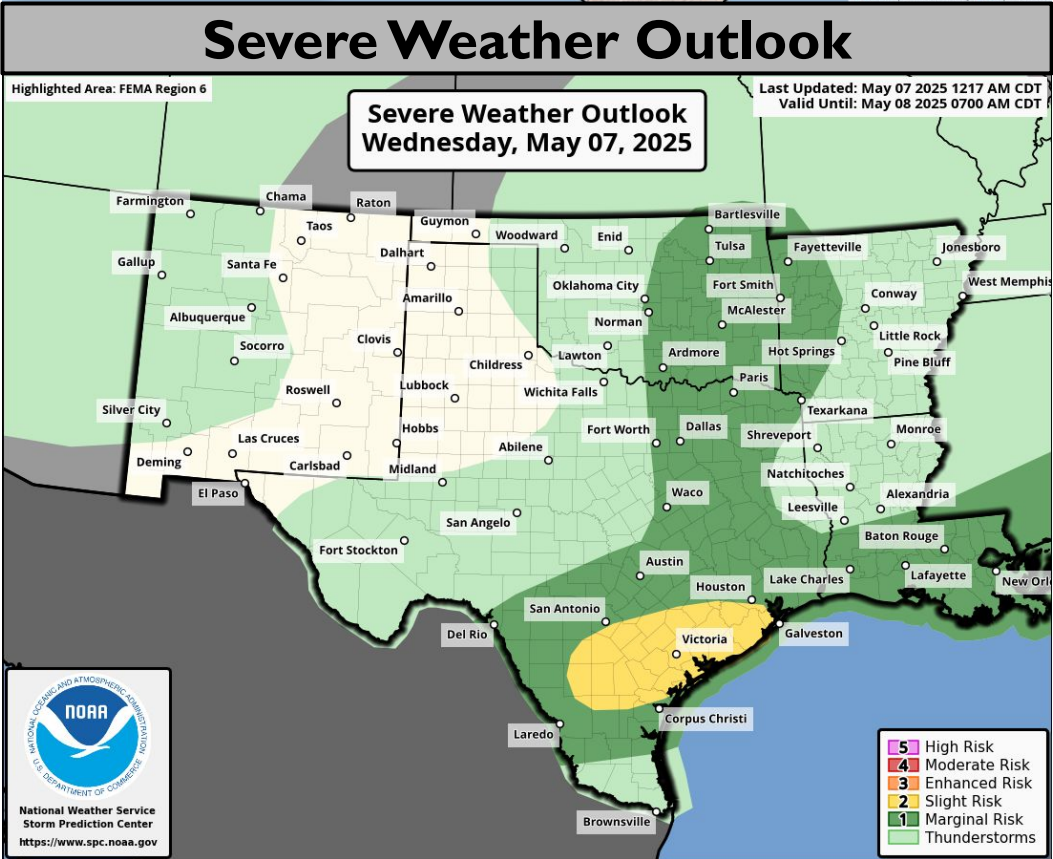 Severe Weather Outlook
Highlighted Area: FEMA Region 6
Last Updated: May 07 2025 1217 AM CDT
Valid Until: May 08 2025 0700 AM CDT
Severe Weather Outlook
Wednesday, May 07, 2025
Farmington
Chama
Raton
Taos
Guymon
Woodward
Enid
Bartlesville
Tulsa
Fayetteville
Jonesboro
Gallup
Santa Fe
Dalhart
Oklahoma City
Fort Smith
West Memphis
Albuquerque
Amarillo
Norman
McAlester
Conway
Little Rock
Socorro
Clovis
Childress
Lawton
Ardmore
Hot Springs
Pine Bluff
Roswell
Lubbock
Wichita Falls
Paris
Texarkana
Silver City
Las Cruces
Hobbs
Abilene
Fort Worth
Dallas
Shreveport
Monroe
Deming
Carlsbad
Midland
Natchitoches
El Paso
San Angelo
Waco
Leesville
Alexandria
Fort Stockton
Baton Rouge
Austin
Houston
Lake Charles
Lafayette
New Orl
Del Rio
San Antonio
Victoria
Galveston
Laredo
Corpus Christi
Brownsville
NATIONAL OCEANIC AND ATMOSPHERIC ADMINISTRATION
NOAA
U.S. DEPARTMENT OF COMMERCE
National Weather Service
Storm Prediction Center
https://www.spc.noaa.gov
5 High Risk
4 Moderate Risk
3 Enhanced Risk
2 Slight Risk
1 Marginal Risk
Thunderstorms